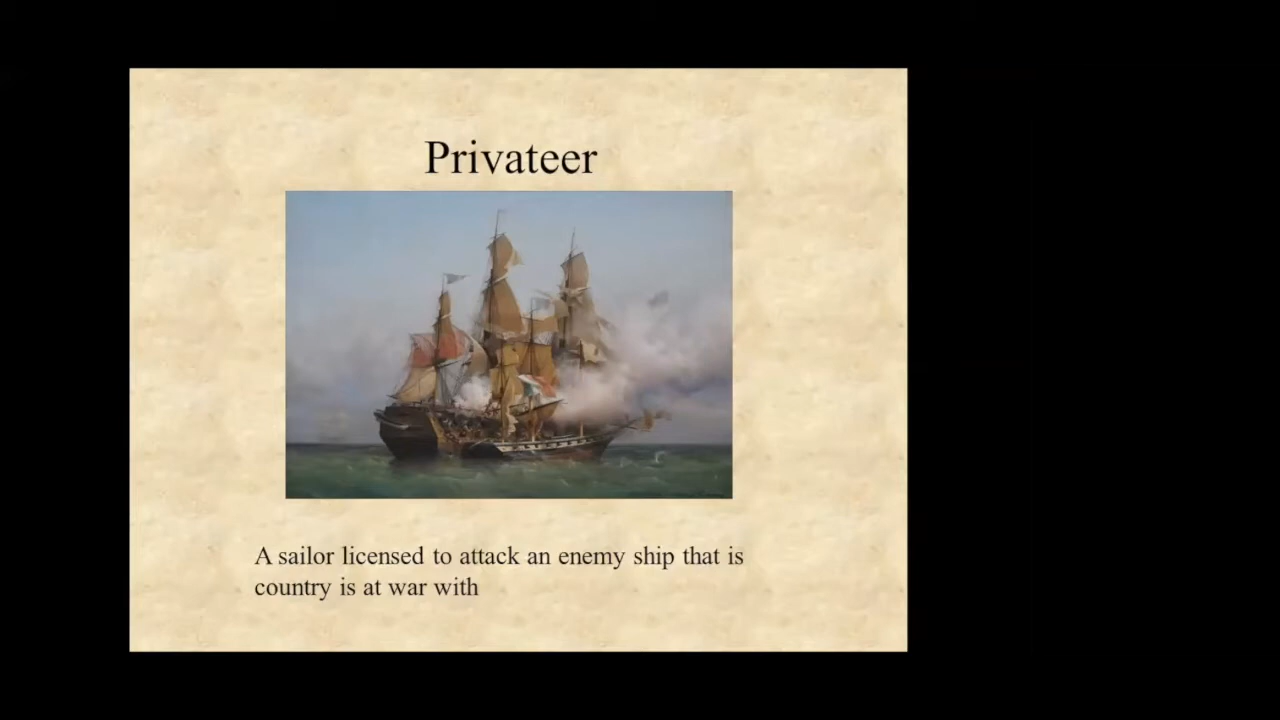 Privateer
A sailor licensed to attack an enemy ship that is
country is at war with